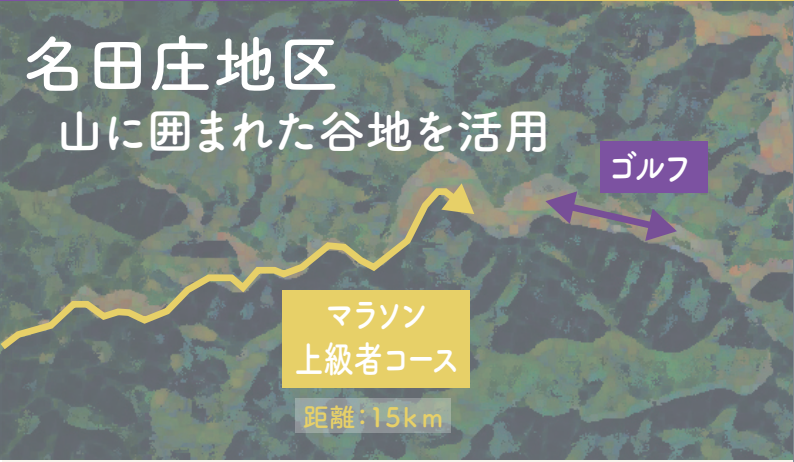 名田庄地区
山に囲まれた谷地を活用
ゴルフ
マラソン
上級者コース
距離:15km